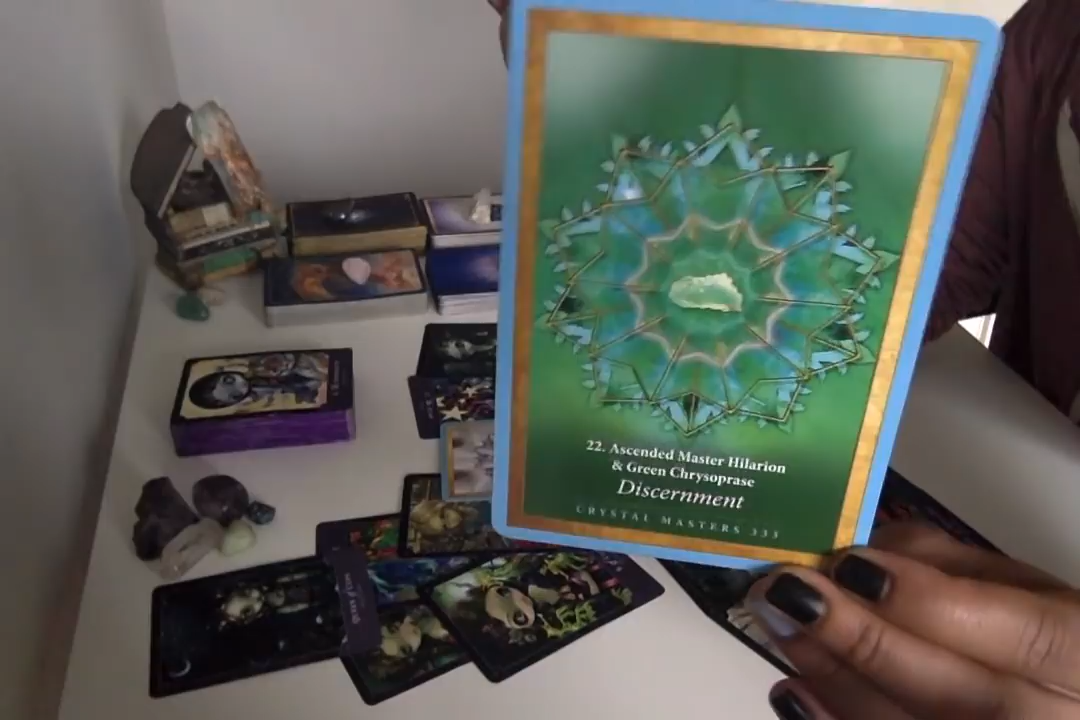 22. Ascended Master Hilarion
& Green Chrysoprase
Discernment
CRYSTAL MASTERS 333